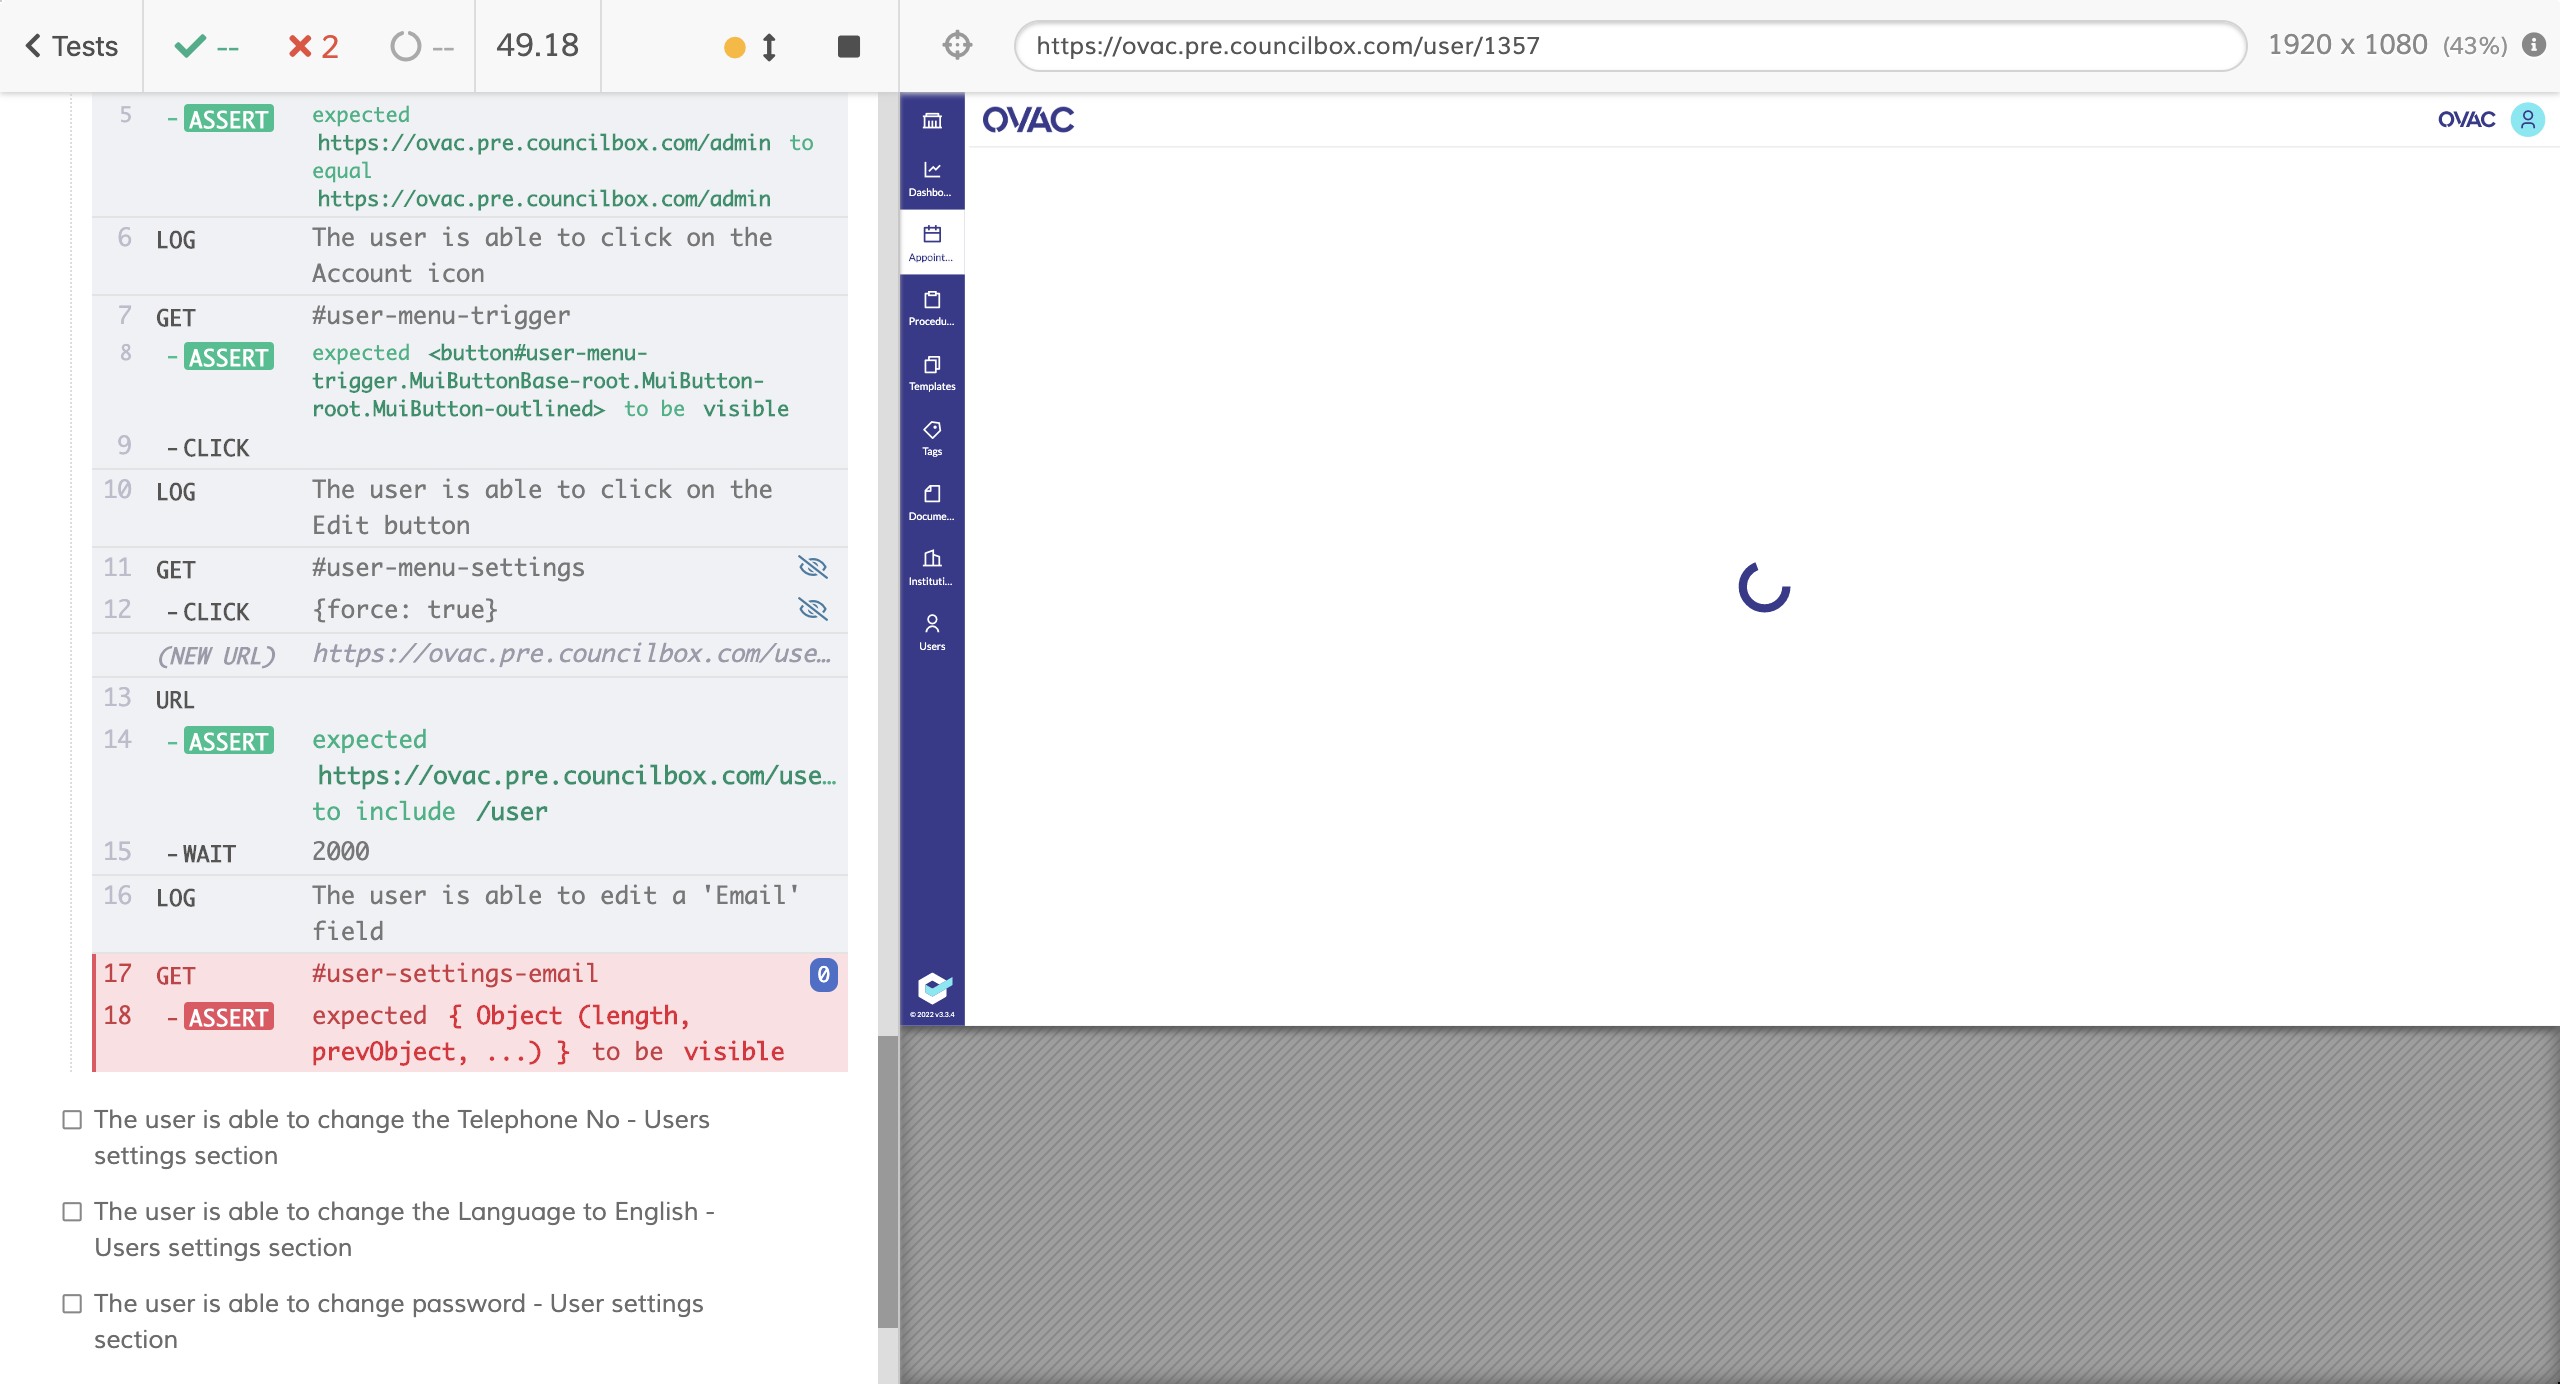 Tests
--
2
--
49.18
https://ovac.pre.councilbox.com/user/1357
1920 x 1080 (43%)
5 - ASSERT expected
https://ovac.pre.councilbox.com/admin to
equal
https://ovac.pre.councilbox.com/admin
6 LOG The user is able to click on the
Account icon
7 GET #user-menu-trigger
8 - ASSERT expected <button#user-menu-
trigger.MuiButtonBase-root.MuiButton-
root.MuiButton-outlined> to be visible
9 - CLICK
10 LOG The user is able to click on the
Edit button
11 GET #user-menu-settings
12 - CLICK {force: true}
(NEW URL) https://ovac.pre.councilbox.com/use…
13 URL
14 - ASSERT expected
https://ovac.pre.councilbox.com/use…
to include /user
15 - WAIT 2000
16 LOG The user is able to edit a 'Email'
field
17 GET #user-settings-email 0
18 - ASSERT expected { Object (length,
prevObject, ...) } to be visible
The user is able to change the Telephone No - Users
settings section
The user is able to change the Language to English -
Users settings section
The user is able to change password - User settings
section
OVAC
OVAC
Dashbo...
Appoint...
Procedu...
Templates
Tags
Docume...
Instituti...
Users
© 2022 v3.3.4